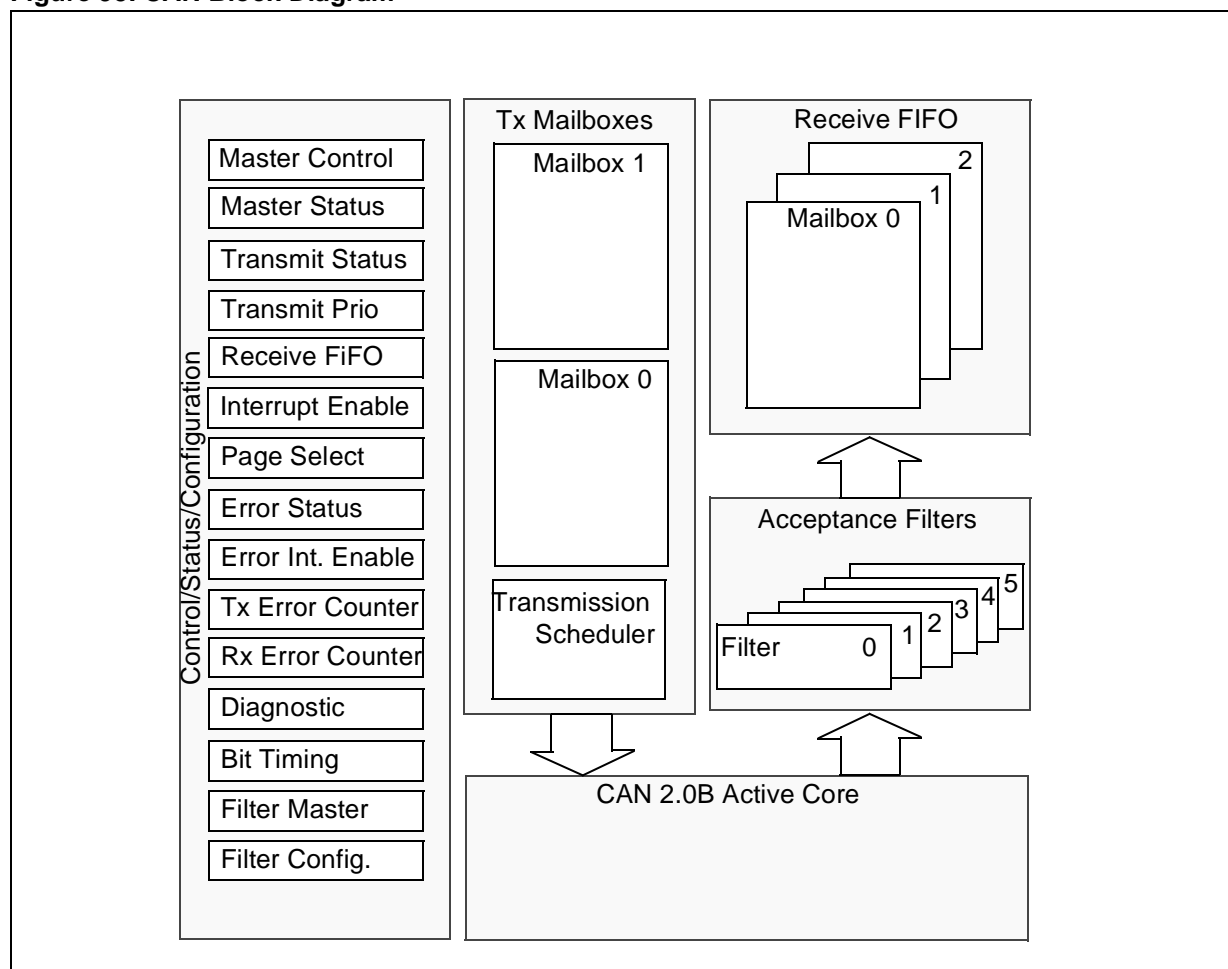 Figure CAN Block Diagram
Control/Status/Configuration
Master Control
Master Status
Transmit Status
Transmit Prio
Receive FiFO
Interrupt Enable
Page Select
Error Status
Error Int. Enable
Tx Error Counter
Rx Error Counter
Diagnostic
Bit Timing
Filter Master
Filter Config.
Tx Mailboxes
Mailbox 1
Mailbox 0
Transmission
Scheduler
Receive FIFO
2
1
Mailbox 0
Acceptance Filters
5
4
3
2
1
Filter 0
CAN 2.0B Active Core